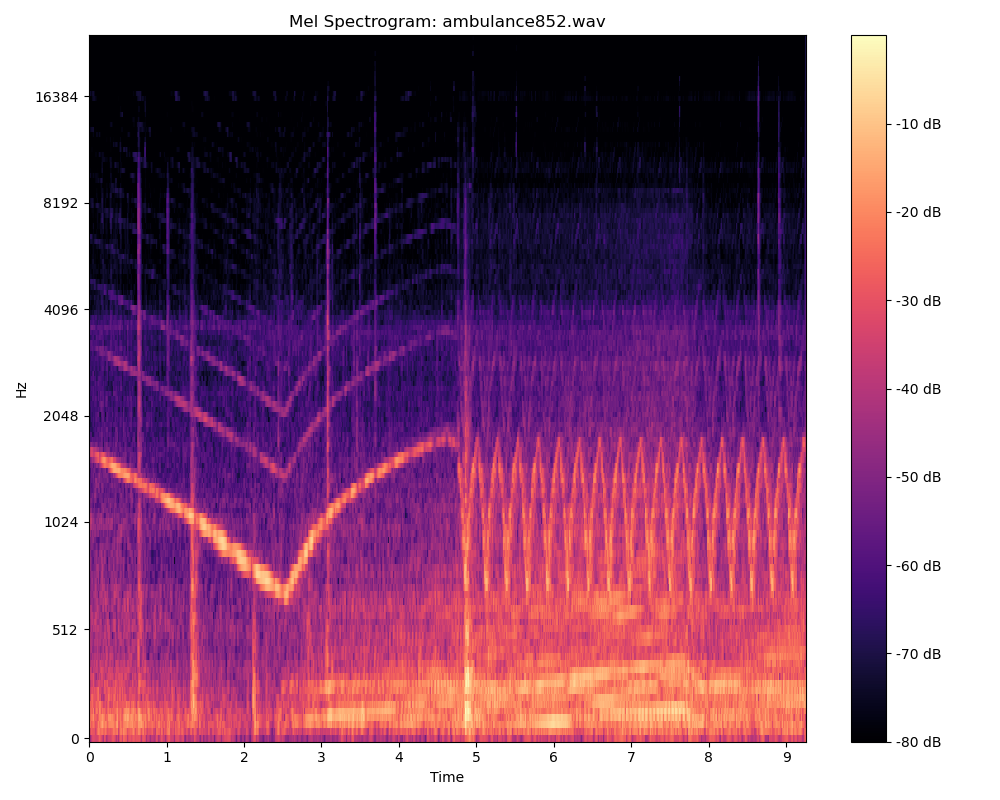 Mel Spectrogram: ambulance852.wav
16384
8192
4096
2048
1024
512
0
Hz
0 1 2 3 4 5 6 7 8 9
Time
-10 dB
-20 dB
-30 dB
-40 dB
-50 dB
-60 dB
-70 dB
-80 dB